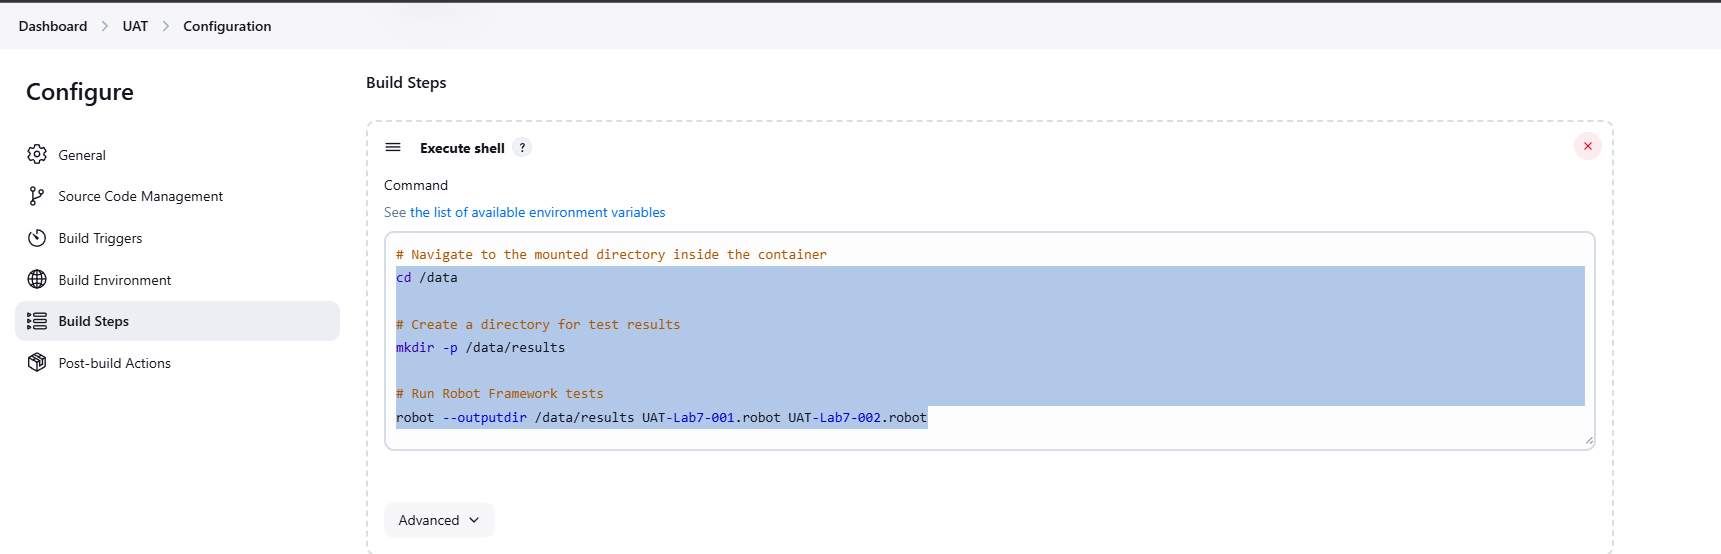 Dashboard > UAT > Configuration
Configure
General
Source Code Management
Build Triggers
Build Environment
Build Steps
Post-build Actions
Build Steps
Execute shell ?
Command
See the list of available environment variables
# Navigate to the mounted directory inside the container
cd /data
# Create a directory for test results
mkdir -p /data/results
# Run Robot Framework tests
robot --outputdir /data/results UAT-Lab7-001.robot UAT-Lab7-002.robot
Advanced